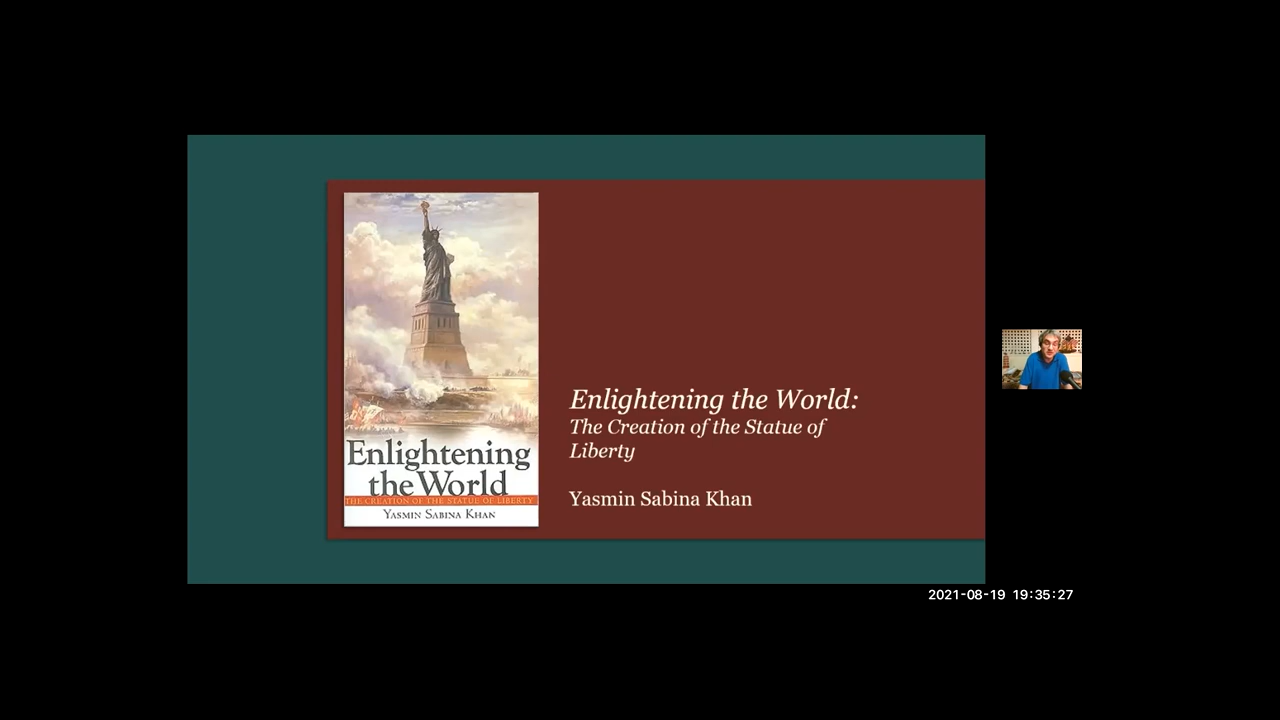 Enlightening
the World
THE CREATION OF THE STATUE OF LIBERTY
YASMIN SABINA KHAN
Enlightening the World:
The Creation of the Statue of
Liberty
Yasmin Sabina Khan
2021-08-19 19:35:27